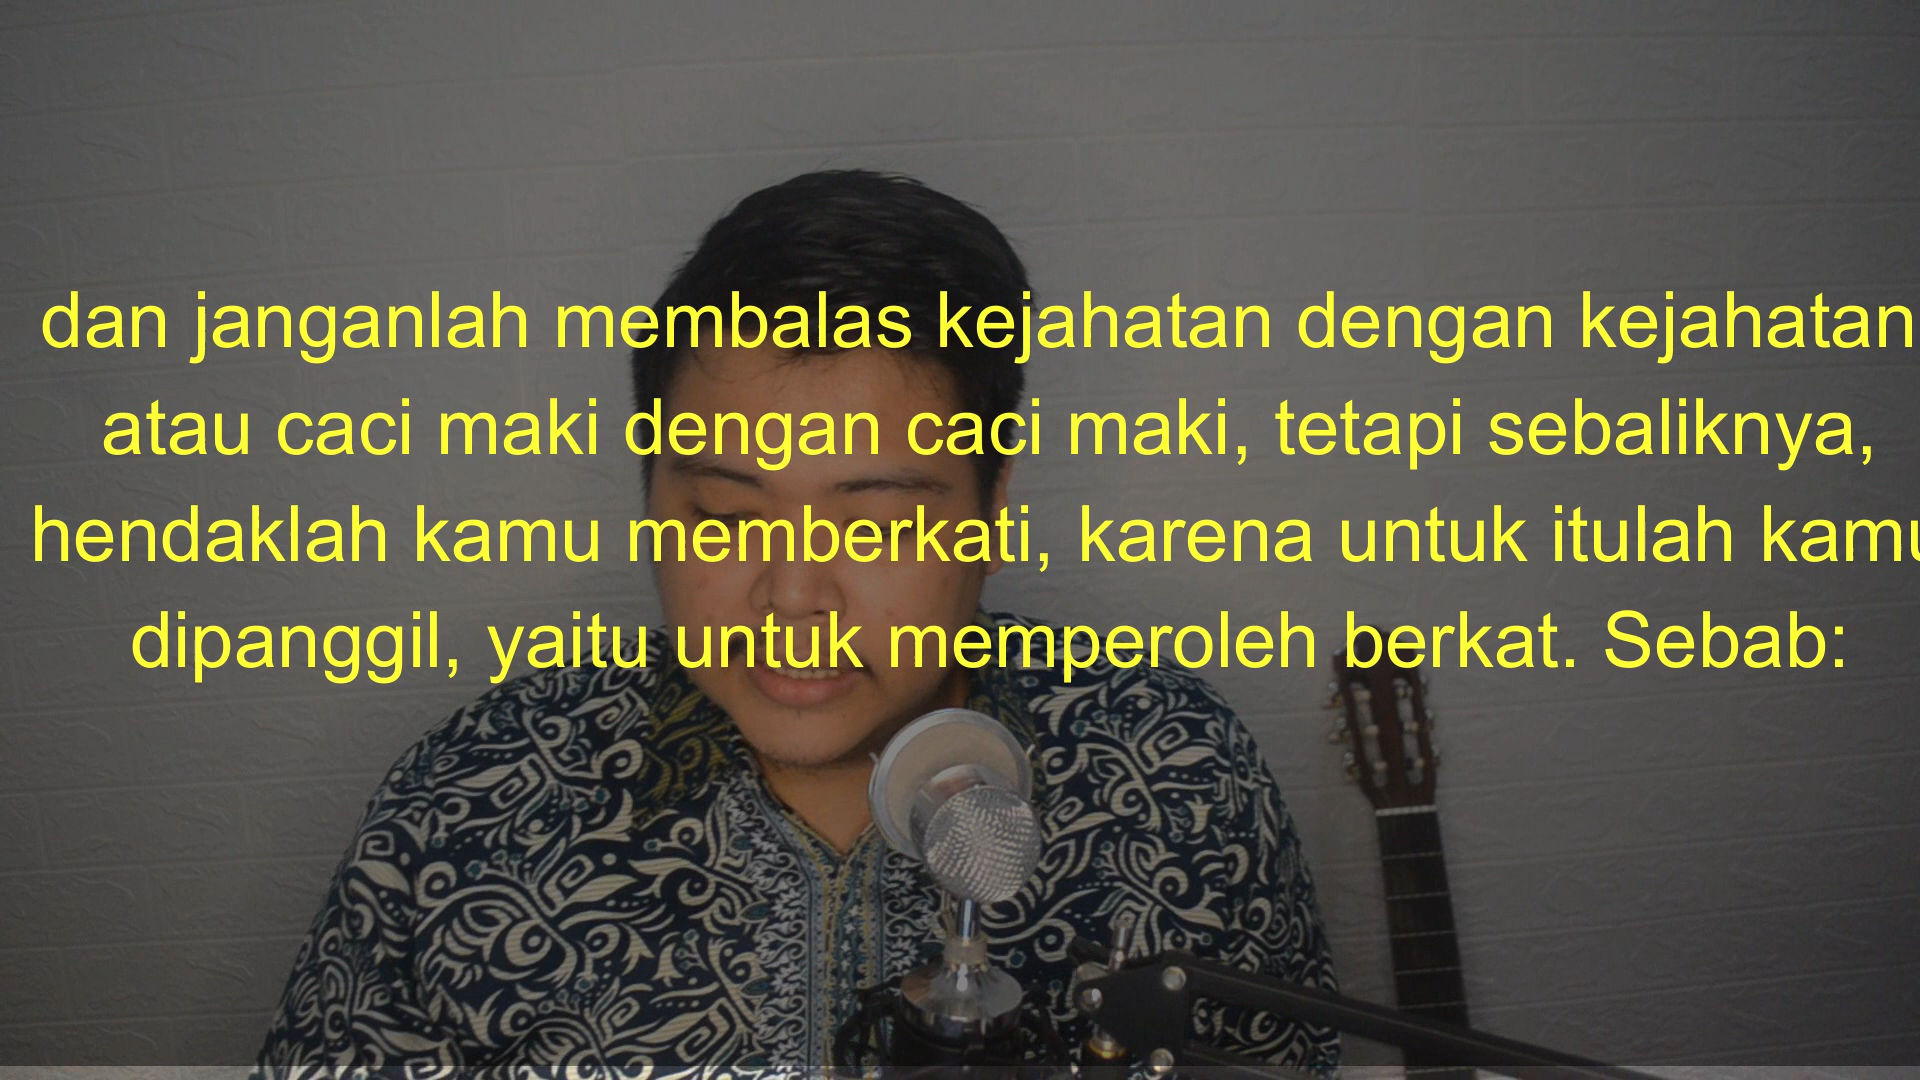 dan janganlah membalas kejahatan dengan kejahatan
atau caci maki dengan caci maki, tetapi sebaliknya,
hendaklah kamu memberkati, karena untuk itulah kamu
dipanggil, yaitu untuk memperoleh berkat. Sebab: